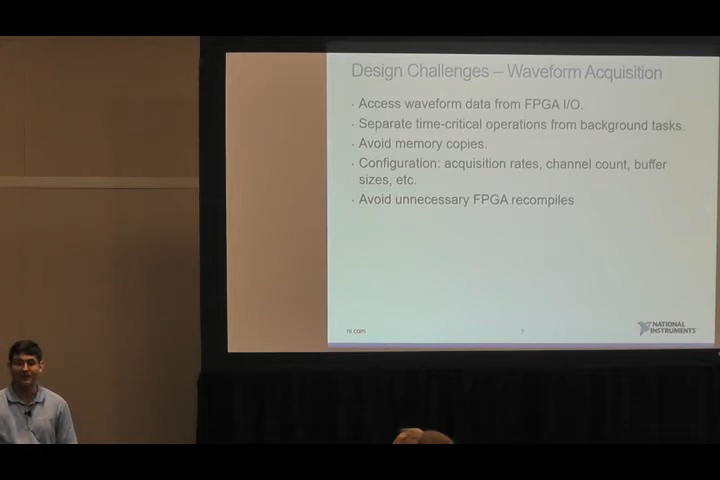 Design Challenges – Waveform Acquisition
· Access waveform data from FPGA I/O.
· Separate time-critical operations from background tasks.
· Avoid memory copies.
· Configuration: acquisition rates, channel count, buffer
sizes, etc.
· Avoid unnecessary FPGA recompiles
ni.com
7
NATIONAL
INSTRUMENTS